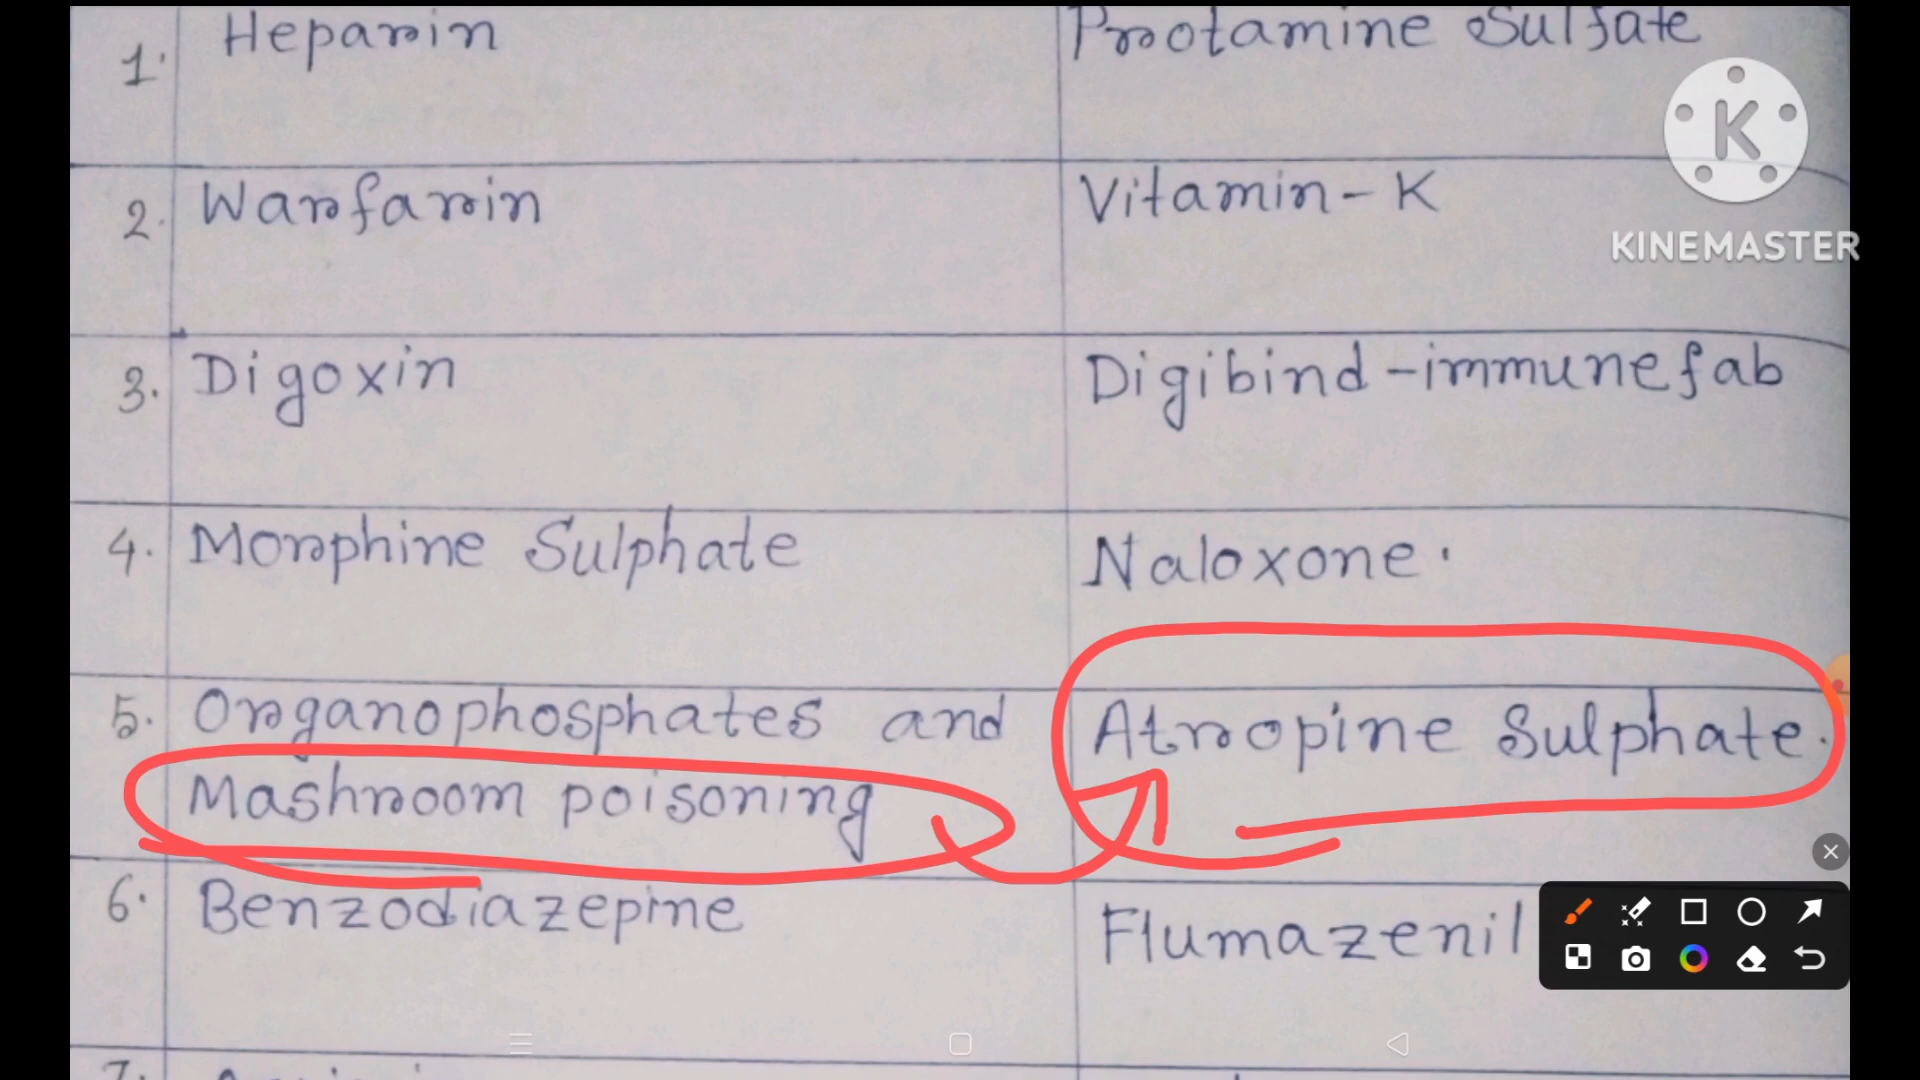 1. Heparin Protamine Sulfate
K
KINEMASTER
2. Warfarin Vitamin-K
3. Digoxin Digibind-immunefab
4. Morphine Sulphate Naloxone.
5. Organophosphates and Atropine Sulphate.
Mashroom poisoning
6. Benzodiazepine Flumazenil
7.